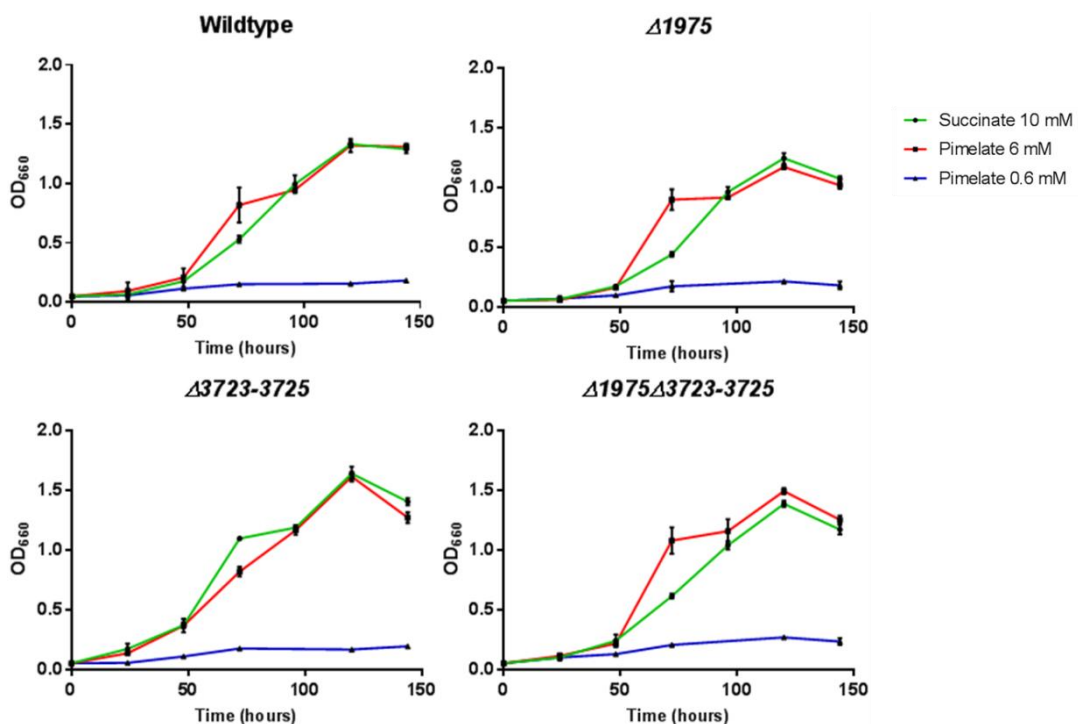 Wildtype
2.0
1.5
1.0
0.5
0.0
OD660
0 50 100 150
Time (hours)
Δ1975
2.0
1.5
1.0
0.5
0.0
OD660
0 50 100 150
Time (hours)
Succinate 10 mM
Pimelate 6 mM
Pimelate 0.6 mM
Δ3723-3725
2.0
1.5
1.0
0.5
0.0
OD660
0 50 100 150
Time (hours)
Δ1975Δ3723-3725
2.0
1.5
1.0
0.5
0.0
OD660
0 50 100 150
Time (hours)